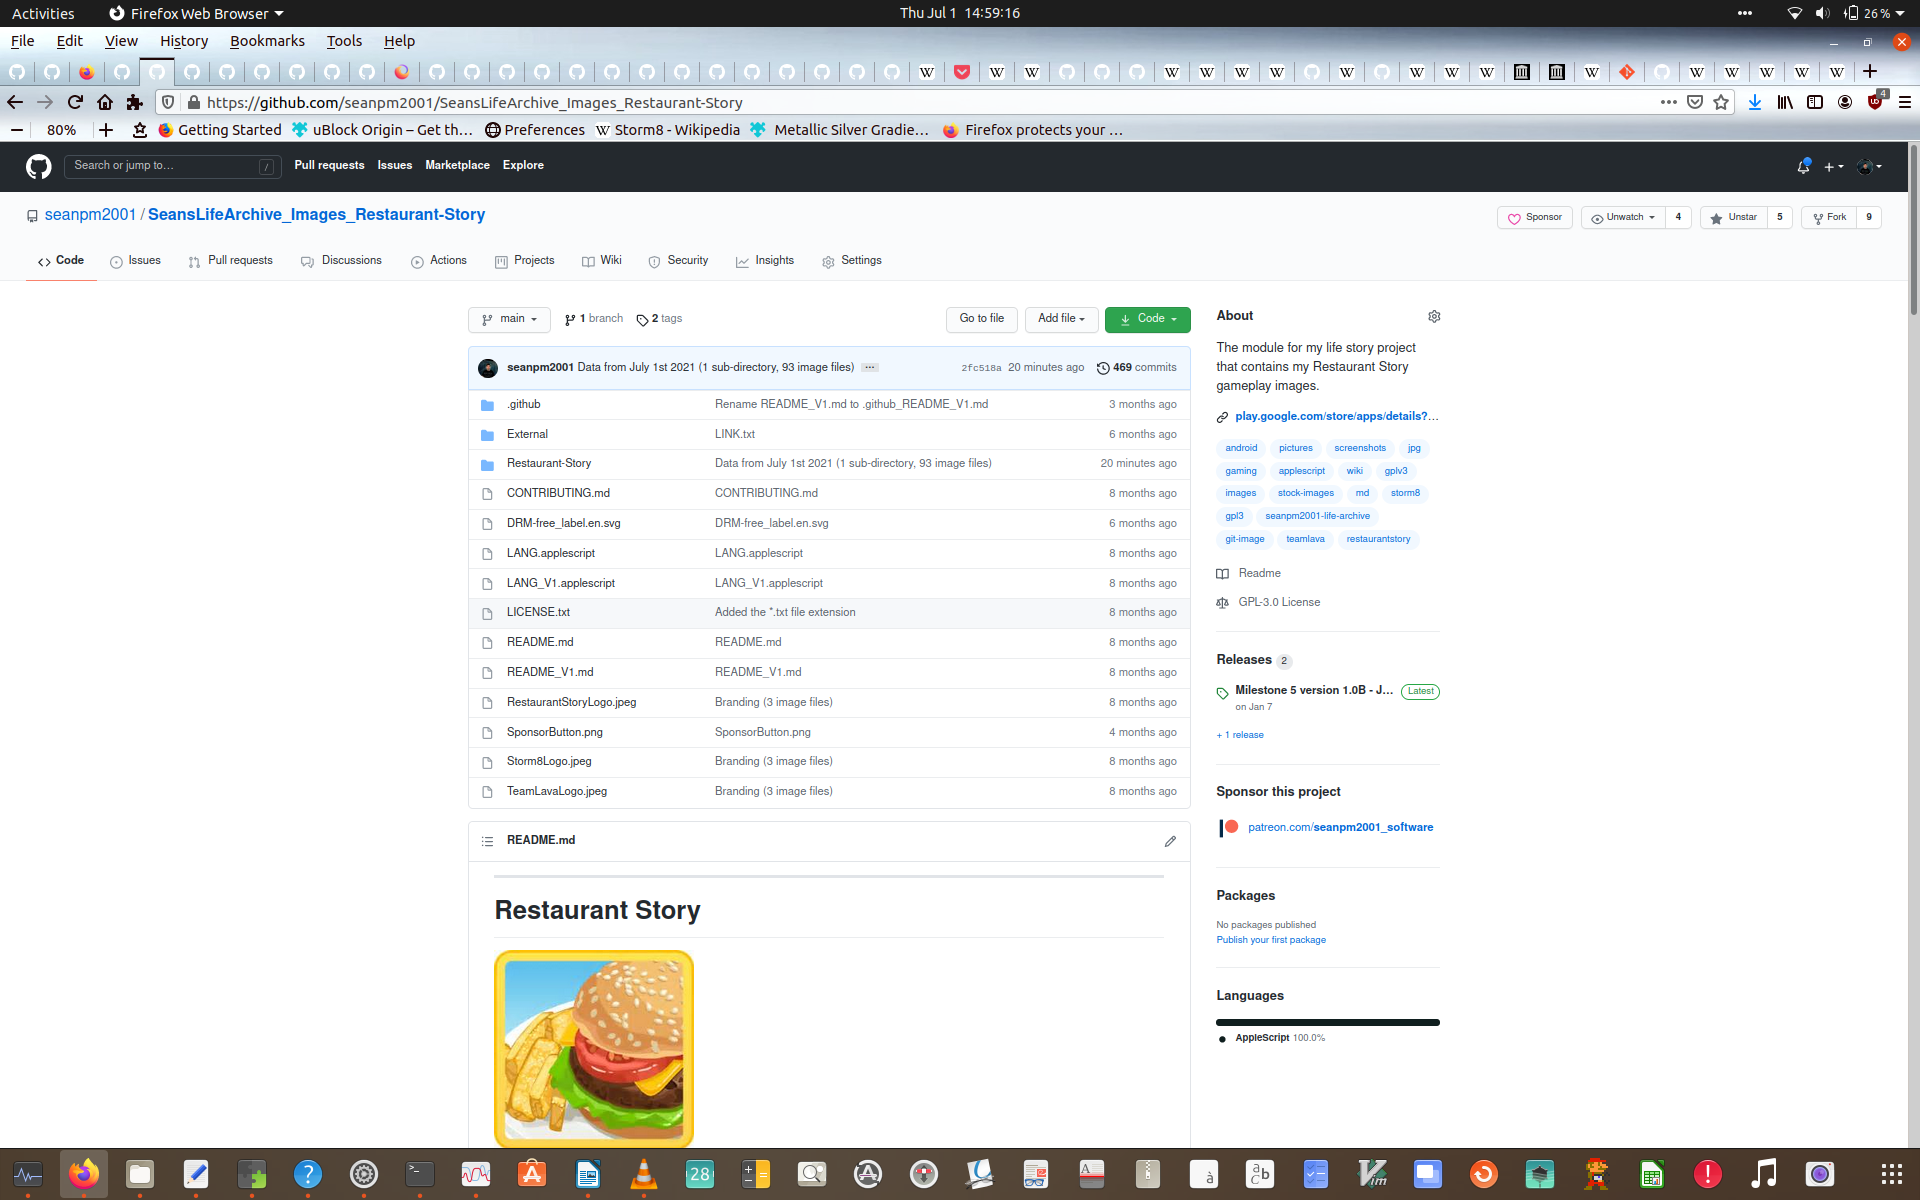 Activities Firefox Web Browser Thu Jul 1 14:59:16 26 %
File Edit View History Bookmarks Tools Help
https://github.com/seanpm2001/SeansLifeArchive_Images_Restaurant-Story 4
80% Getting Started uBlock Origin – Get th… Preferences Storm8 - Wikipedia Metallic Silver Gradie… Firefox protects your …
Search or jump to… / Pull requests Issues Marketplace Explore
seanpm2001 / SeansLifeArchive_Images_Restaurant-Story Sponsor Unwatch 4 Unstar 5 Fork 9
Code Issues Pull requests Discussions Actions Projects Wiki Security Insights Settings
main 1 branch 2 tags Go to file Add file Code
seanpm2001 Data from July 1st 2021 (1 sub-directory, 93 image files) ... 2fc518a 20 minutes ago 469 commits
.github Rename README_V1.md to .github_README_V1.md 3 months ago
External LINK.txt 6 months ago
Restaurant-Story Data from July 1st 2021 (1 sub-directory, 93 image files) 20 minutes ago
CONTRIBUTING.md CONTRIBUTING.md 8 months ago
DRM-free_label.en.svg DRM-free_label.en.svg 6 months ago
LANG.applescript LANG.applescript 8 months ago
LANG_V1.applescript LANG_V1.applescript 8 months ago
LICENSE.txt Added the *.txt file extension 8 months ago
README.md README.md 8 months ago
README_V1.md README_V1.md 8 months ago
RestaurantStoryLogo.jpeg Branding (3 image files) 8 months ago
SponsorButton.png SponsorButton.png 4 months ago
Storm8Logo.jpeg Branding (3 image files) 8 months ago
TeamLavaLogo.jpeg Branding (3 image files) 8 months ago
README.md
Restaurant Story
About
The module for my life story project
that contains my Restaurant Story
gameplay images.
play.google.com/store/apps/details?…
android pictures screenshots jpg
gaming applescript wiki gplv3
images stock-images md storm8
gpl3 seanpm2001-life-archive
git-image teamlava restaurantstory
Readme
GPL-3.0 License
Releases 2
Milestone 5 version 1.0B - J… Latest
on Jan 7
+ 1 release
Sponsor this project
patreon.com/seanpm2001_software
Packages
No packages published
Publish your first package
Languages
AppleScript 100.0%
28